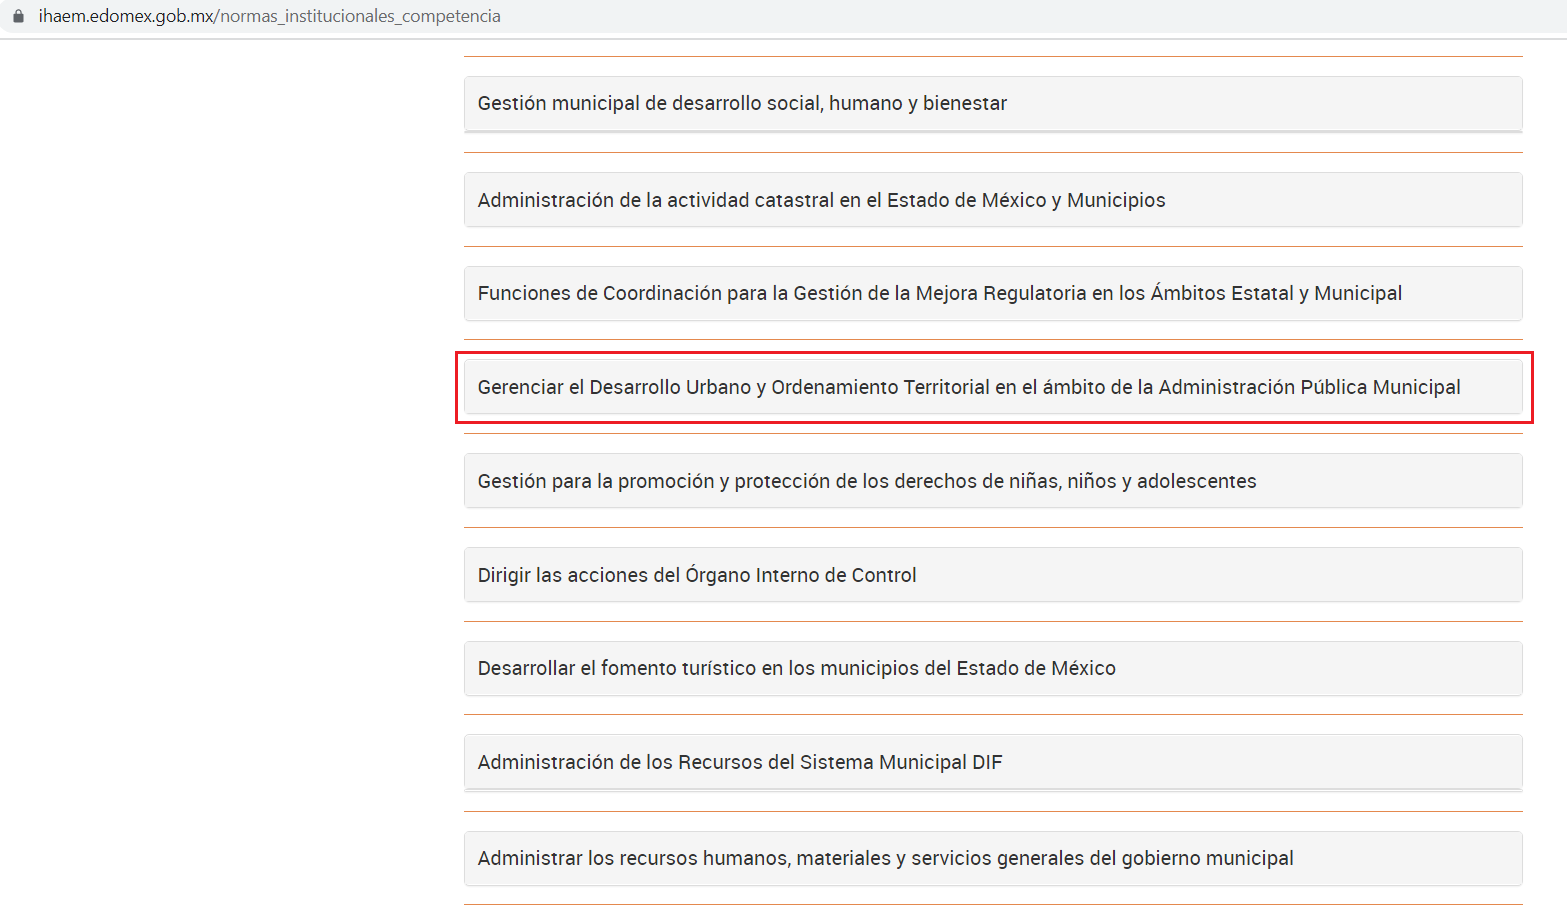 ihaem.edomex.gob.mx/normas_institucionales_competencia
Gestión municipal de desarrollo social, humano y bienestar
Administración de la actividad catastral en el Estado de México y Municipios
Funciones de Coordinación para la Gestión de la Mejora Regulatoria en los Ámbitos Estatal y Municipal
Gerenciar el Desarrollo Urbano y Ordenamiento Territorial en el ámbito de la Administración Pública Municipal
Gestión para la promoción y protección de los derechos de niñas, niños y adolescentes
Dirigir las acciones del Órgano Interno de Control
Desarrollar el fomento turístico en los municipios del Estado de México
Administración de los Recursos del Sistema Municipal DIF
Administrar los recursos humanos, materiales y servicios generales del gobierno municipal